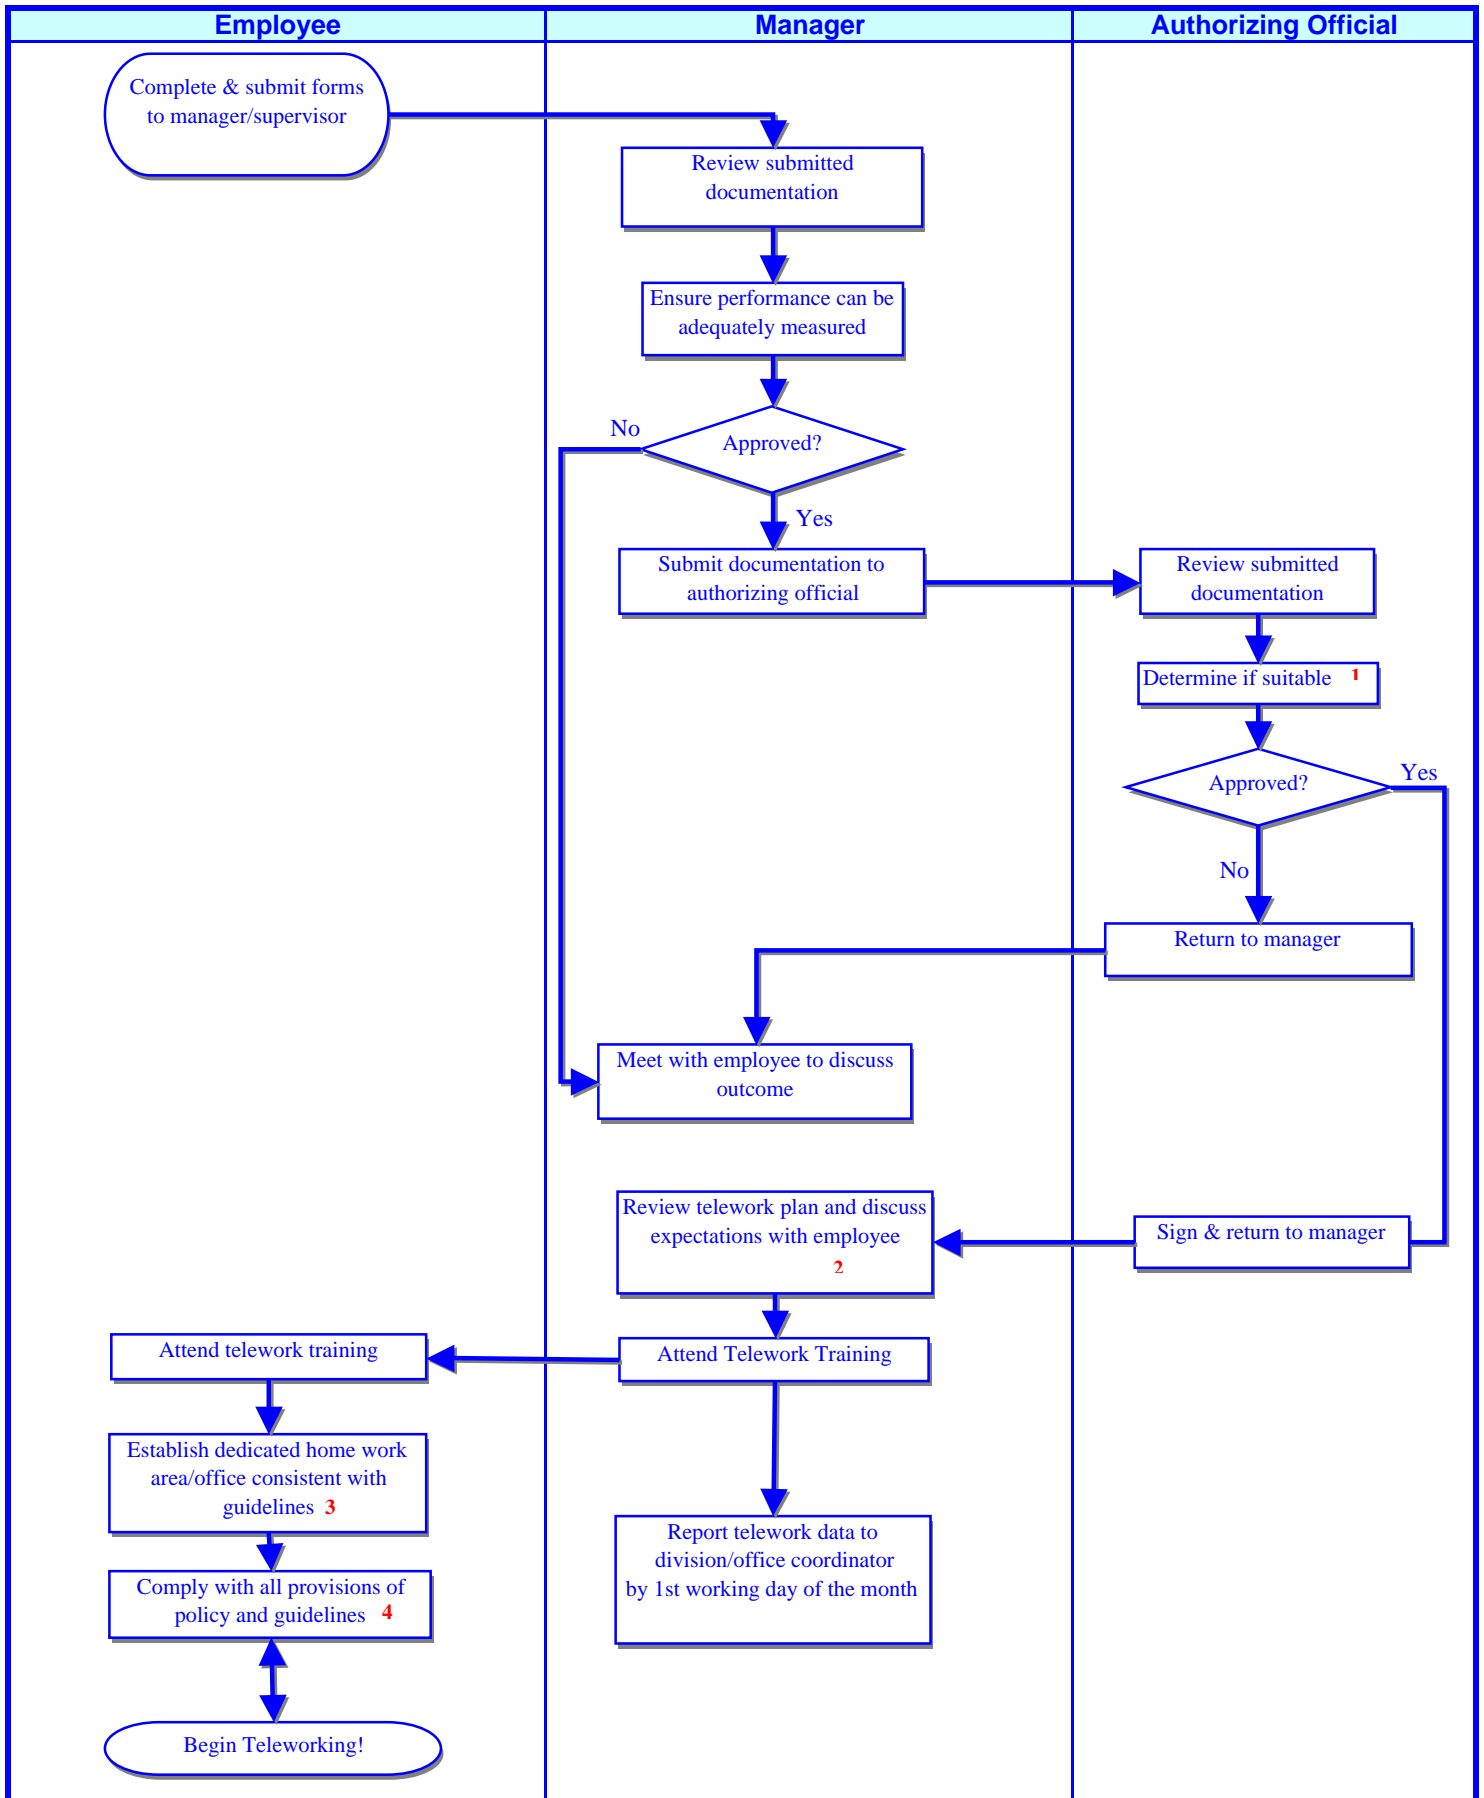 Employee
Manager
Authorizing Official
Complete & submit forms
to manager/supervisor
Review submitted
documentation
Ensure performance can be
adequately measured
No
Approved?
Yes
Submit documentation to
authorizing official
Review submitted
documentation
Determine if suitable 1
Approved?
Yes
No
Return to manager
Meet with employee to discuss
outcome
Review telework plan and discuss
expectations with employee
2
Sign & return to manager
Attend telework training
Attend Telework Training
Establish dedicated home work
area/office consistent with
guidelines 3
Report telework data to
division/office coordinator
by 1st working day of the month
Comply with all provisions of
policy and guidelines 4
Begin Teleworking!